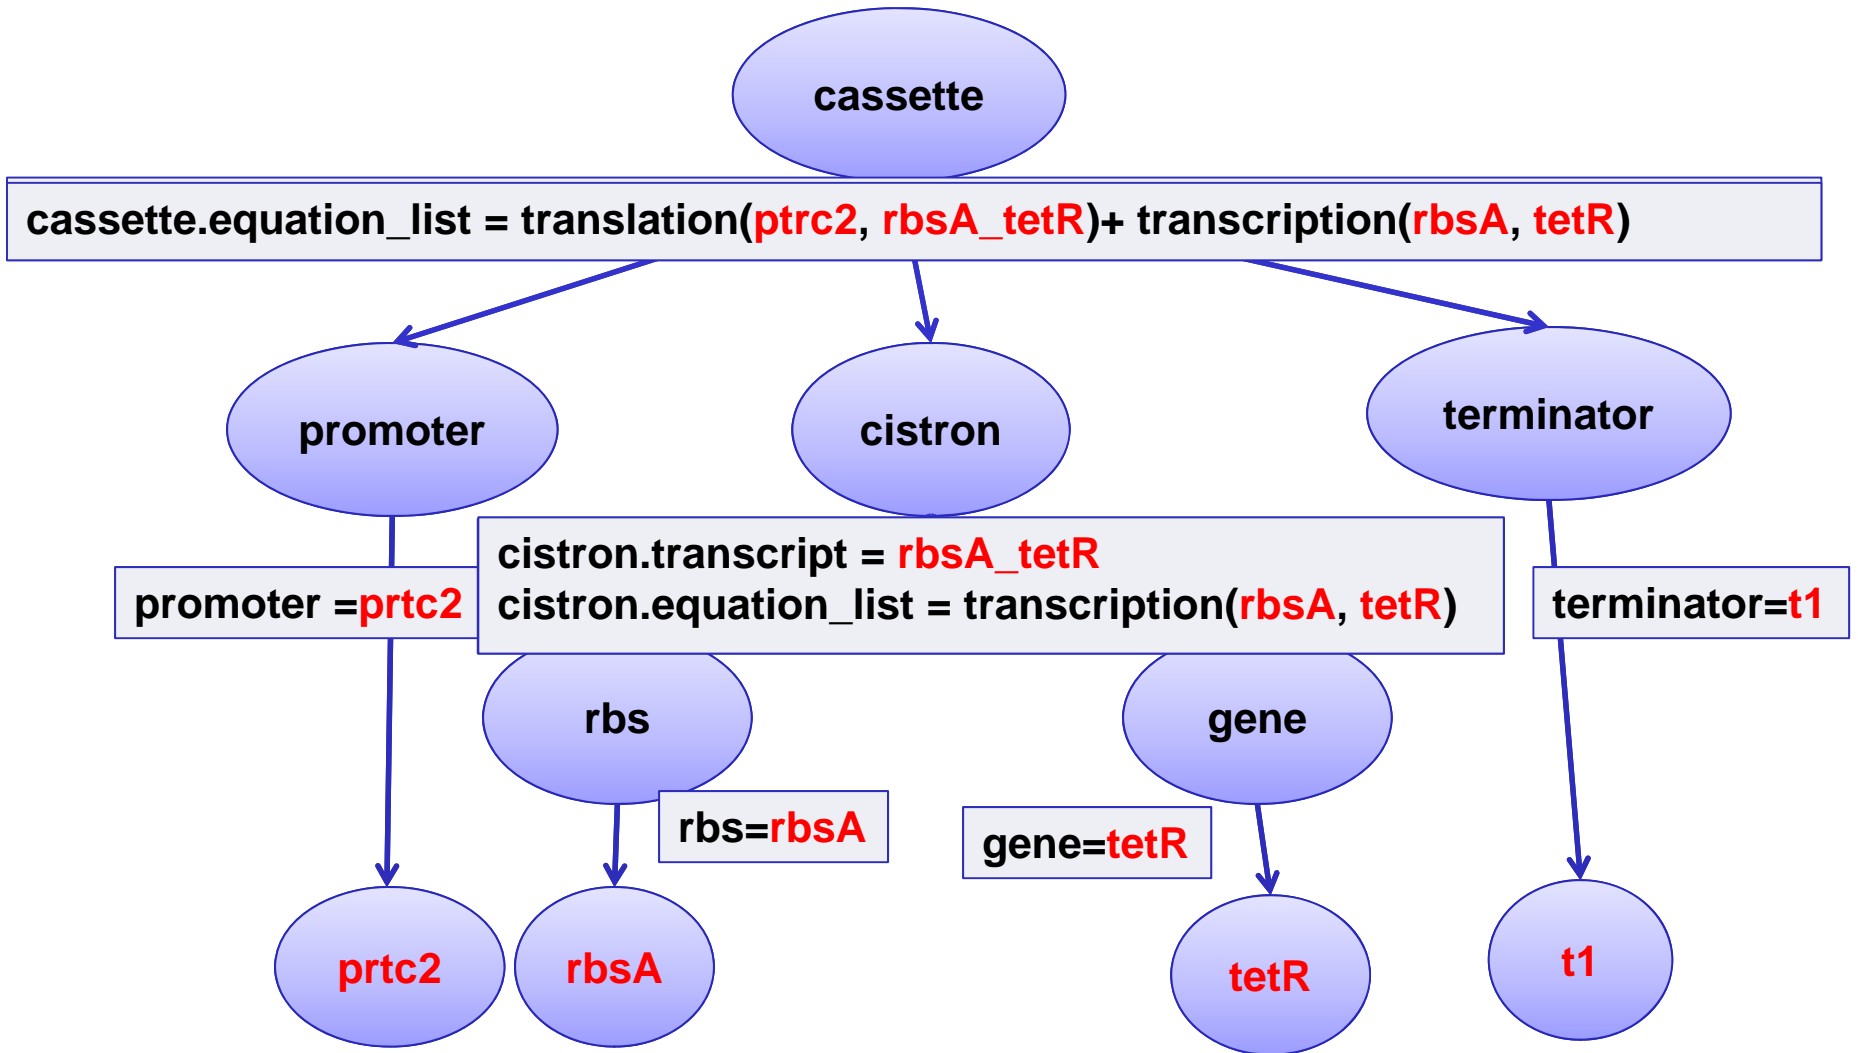 cassette
cassette.equation_list = translation(ptrc2, rbsA_tetR)+ transcription(rbsA, tetR)
promoter
cistron
terminator
cistron.transcript = rbsA_tetR
cistron.equation_list = transcription(rbsA, tetR)
promoter =prtc2
terminator=t1
rbs
gene
rbs=rbsA
gene=tetR
prtc2
rbsA
tetR
t1